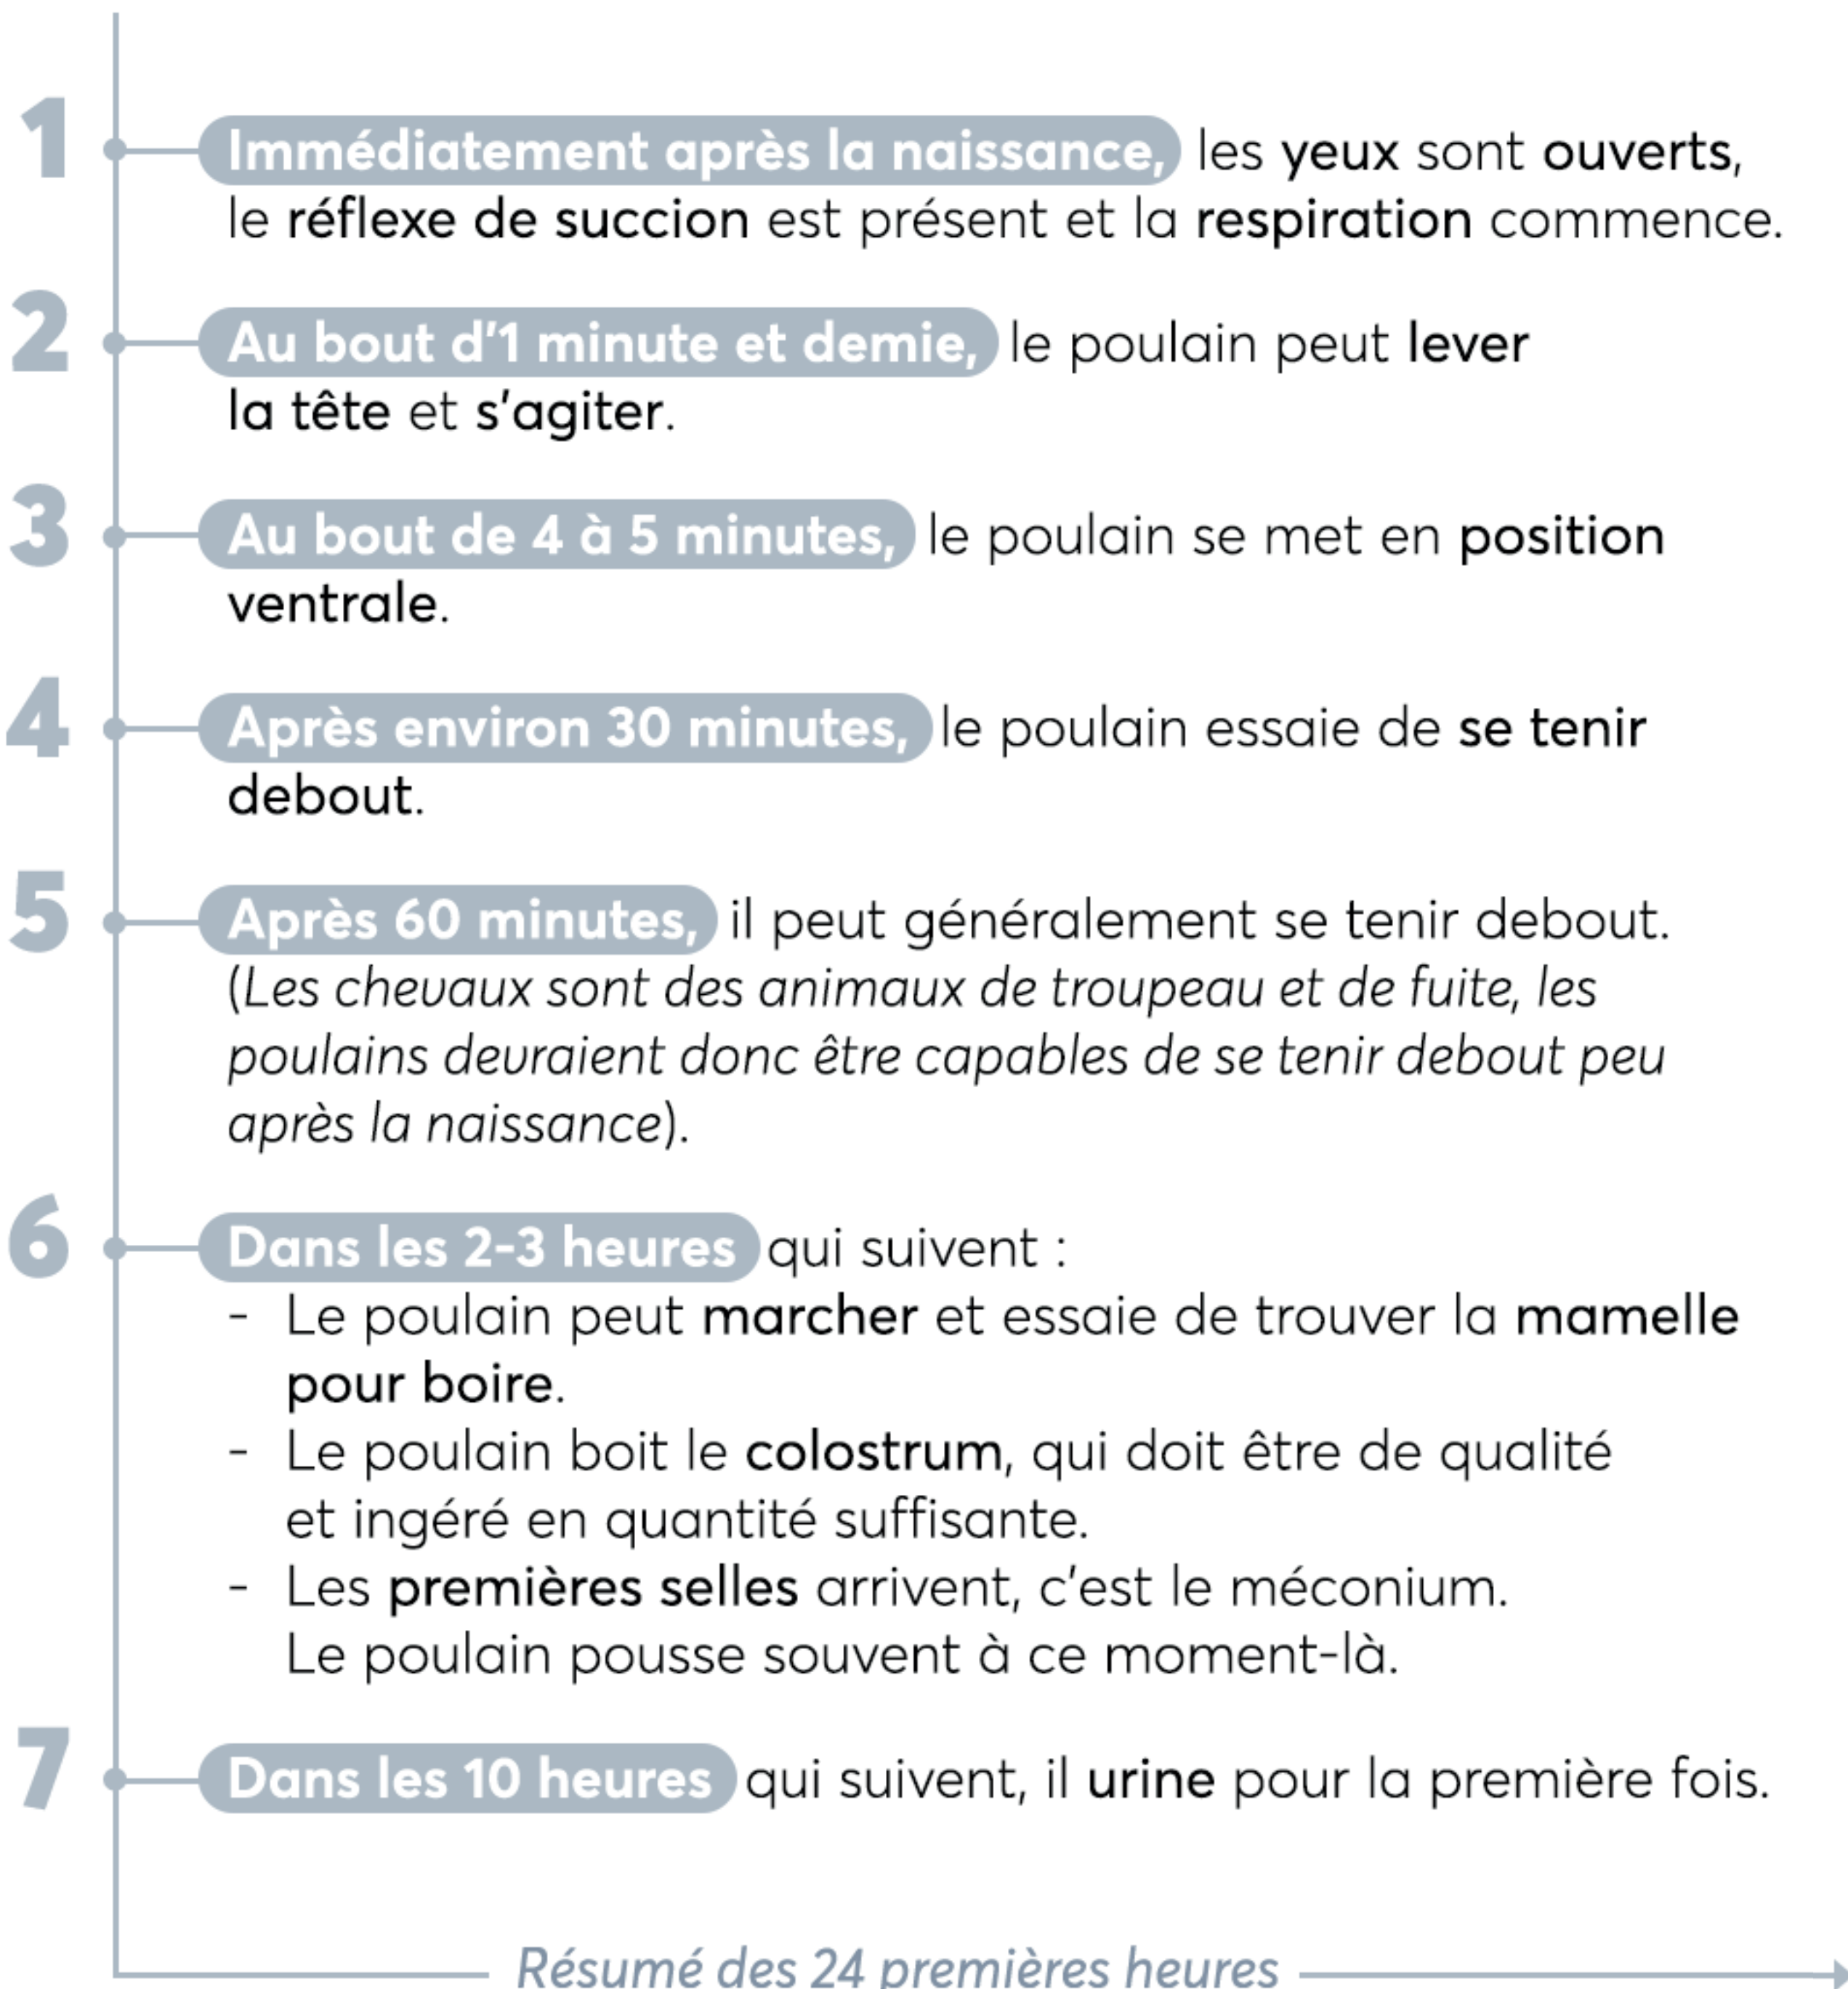 1
Immédiatement après la naissance, les yeux sont ouverts,
le réflexe de succion est présent et la respiration commence.
2
Au bout d'1 minute et demie, le poulain peut lever
la tête et s'agiter.
3
Au bout de 4 à 5 minutes, le poulain se met en position
ventrale.
4
Après environ 30 minutes, le poulain essaie de se tenir
debout.
5
Après 60 minutes, il peut généralement se tenir debout.
(Les chevaux sont des animaux de troupeau et de fuite, les
poulains devraient donc être capables de se tenir debout peu
après la naissance).
6
Dans les 2-3 heures qui suivent :
- Le poulain peut marcher et essaie de trouver la mamelle
pour boire.
- Le poulain boit le colostrum, qui doit être de qualité
et ingéré en quantité suffisante.
- Les premières selles arrivent, c'est le méconium.
Le poulain pousse souvent à ce moment-là.
7
Dans les 10 heures qui suivent, il urine pour la première fois.
Résumé des 24 premières heures